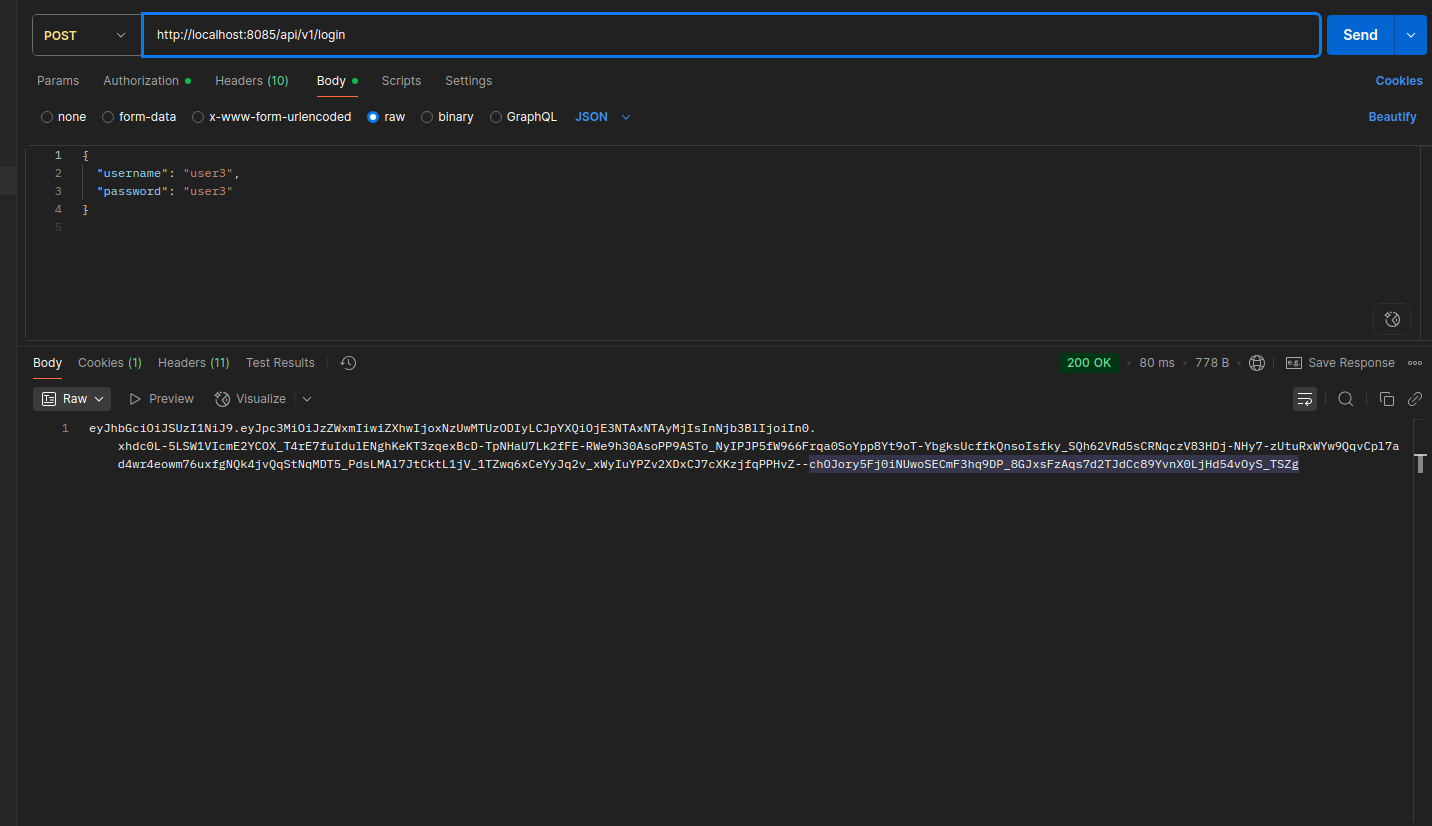 POST
http://localhost:8085/api/v1/login
Send
Params Authorization Headers (10) Body Scripts Settings Cookies
none form-data x-www-form-urlencoded raw binary GraphQL JSON Beautify
1 {
2 "username": "user3",
3 "password": "user3"
4 }
5
Body Cookies (1) Headers (11) Test Results 200 OK • 80 ms • 778 B • e.g. Save Response
Raw Preview Visualize
1 eyJhbGciOiJSUzI1NiJ9.eyJpc3MiOiJzZWxmIiwiZXhwIjoxNzUwMTUzODIyLCJpYXQiOjE3NTAxNTAyMjIsInNjb3BlIjoiIn0.
xhdc0L-5LSW1VIcmE2YCOX_T4rE7fuIdulENghKeKT3zqexBcD-TpNHaU7Lk2fFE-RWe9h30AsoPP9ASTo_NyIPJP5fW966Frqa0SoYpp8Yt9oT-YbgksUcffkQnsoIsfky_SQh62VRd5sCRNqczV83HDj-NHy7-zUtuRxWYw9QqvCpl7a
d4wr4eowm76uxfgNQk4jvQqStNqMDT5_PdsLMAl7JtCktL1jV_1TZwq6xCeYyJq2v_xWyIuYPZv2XDxCJ7cXKzjfqPPHvZ--chOJory5Fj0iNUwoSECmF3hq9DP_8GJxsFzAqs7d2TJdCc89YvnX0LjHd54vOyS_TSZg